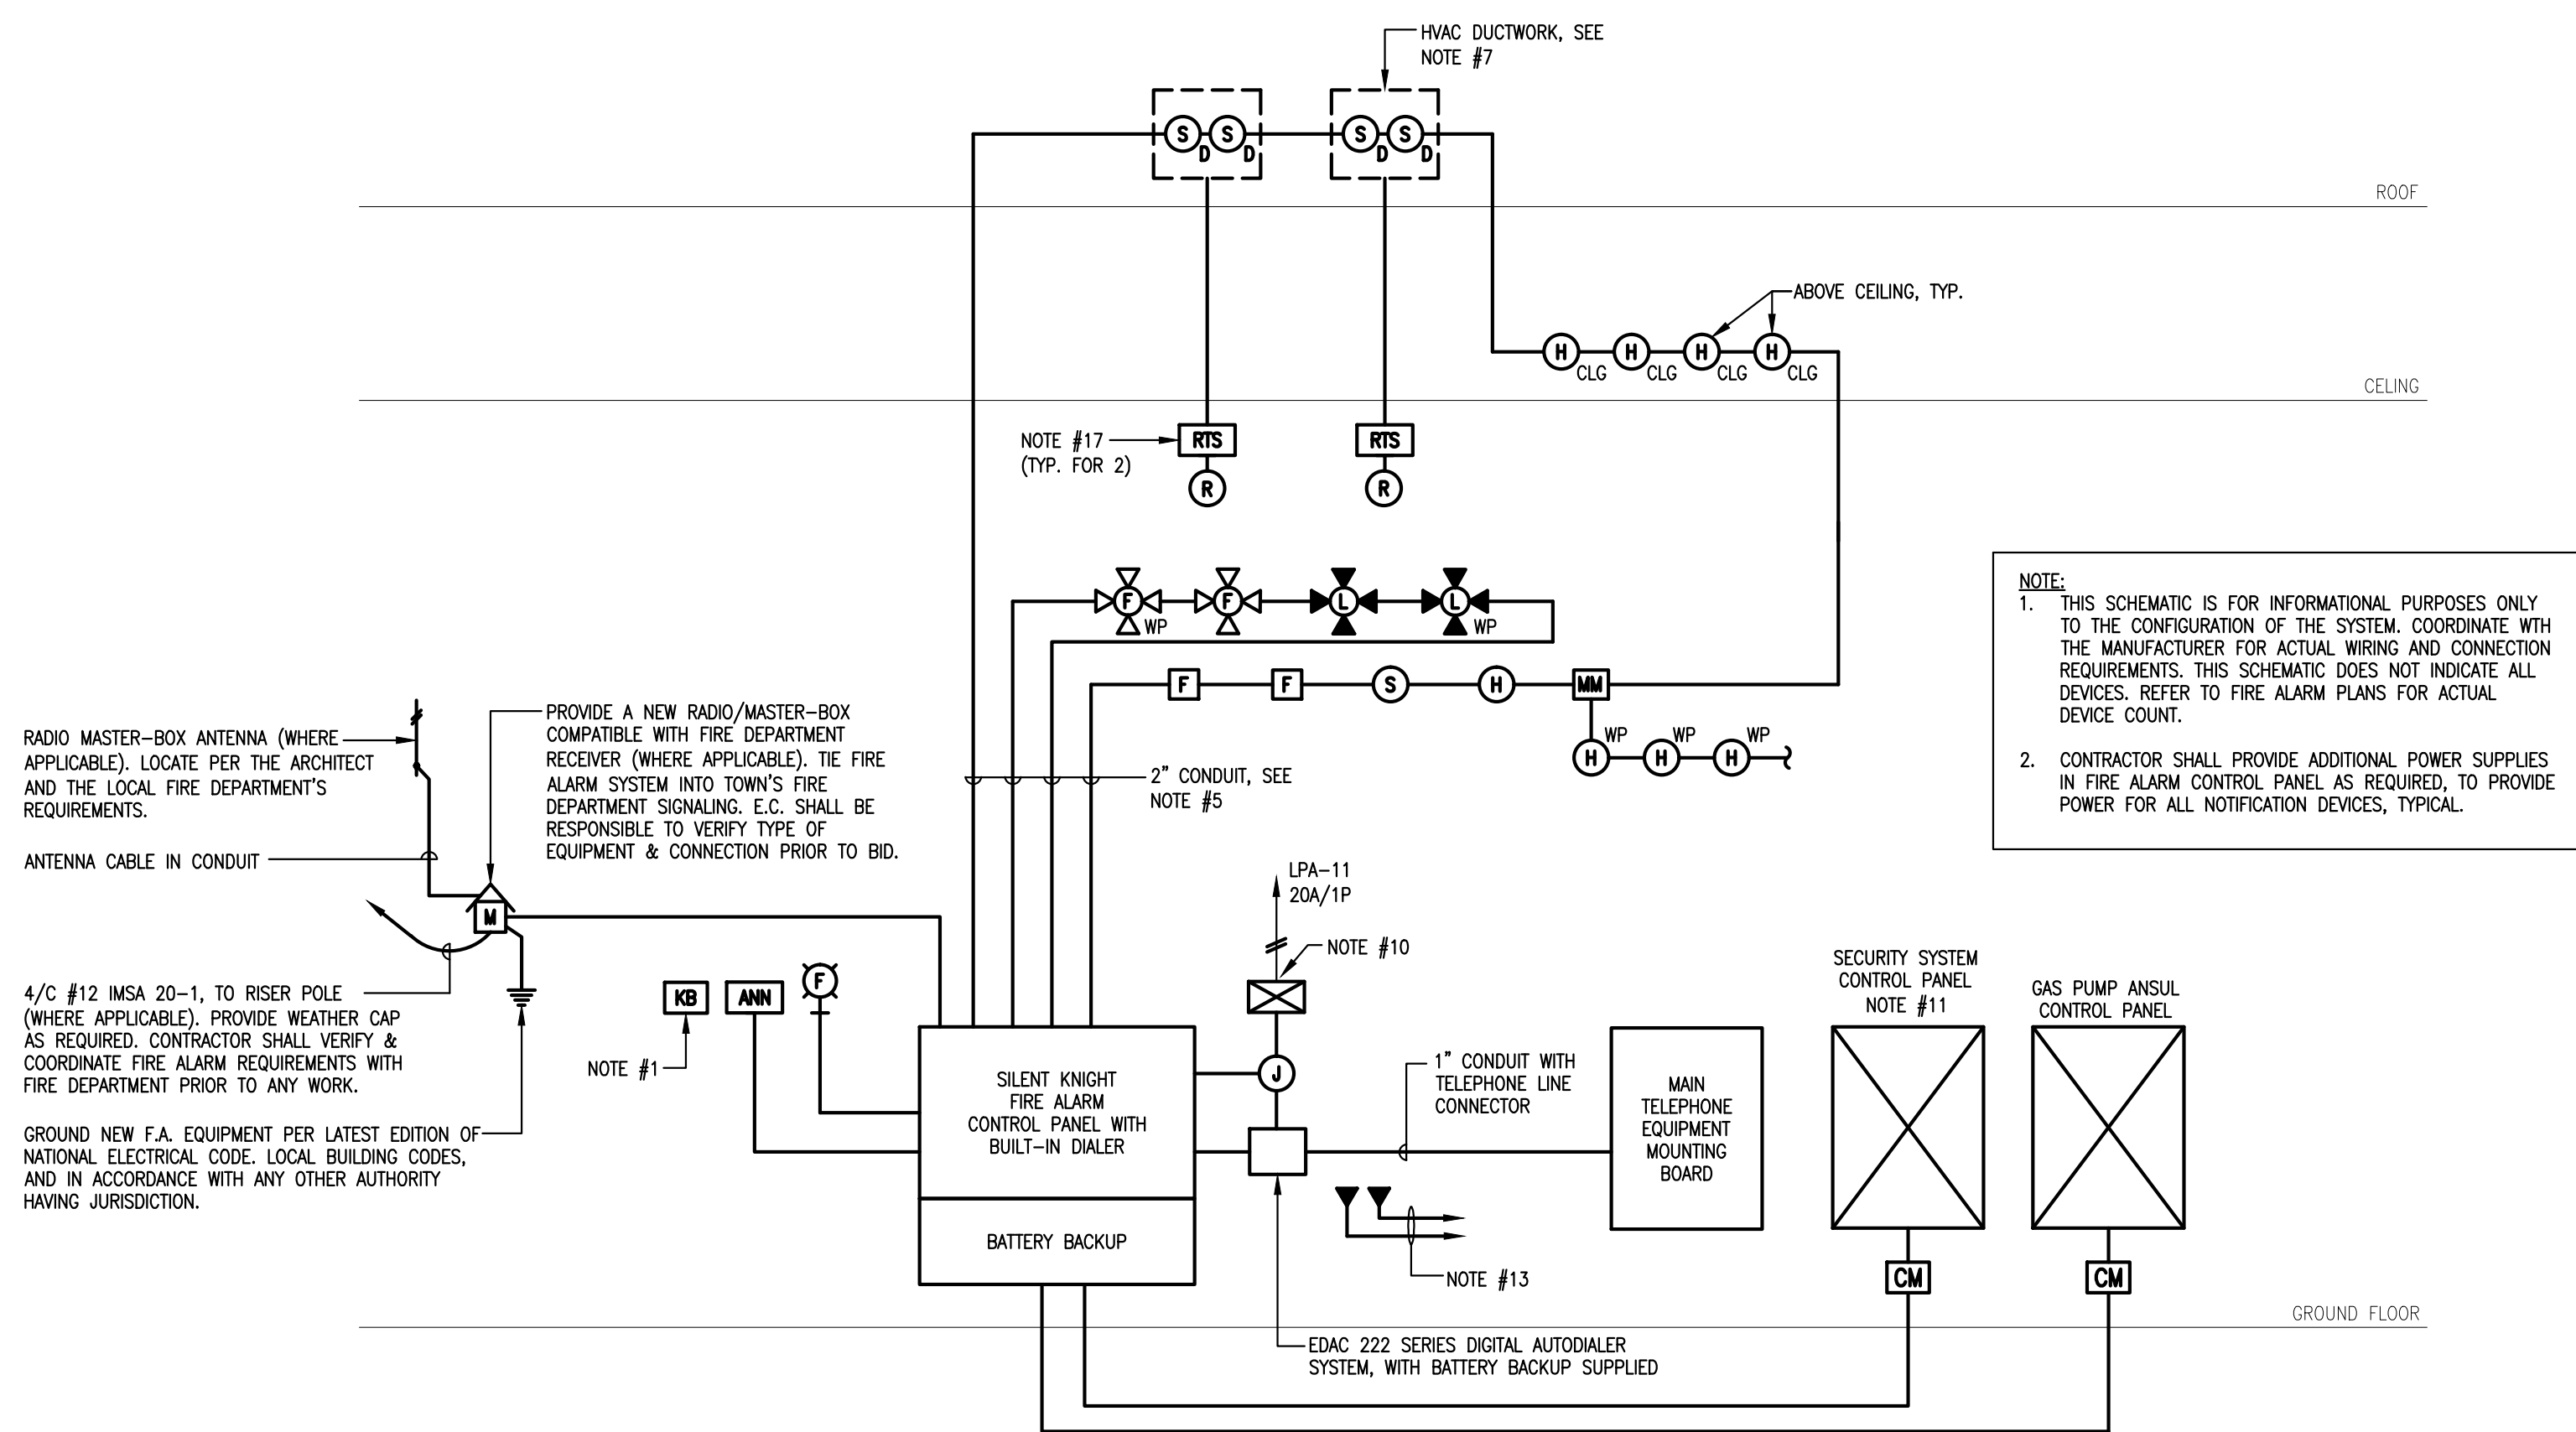 HVAC DUCTWORK, SEE
NOTE #7
S
D
S
D
S
D
S
D
ROOF
ABOVE CEILING, TYP.
H
CLG
H
CLG
H
CLG
H
CLG
CELING
NOTE #17
(TYP. FOR 2)
RTS
R
RTS
R
F
WP
F
L
L
WP
F
F
S
H
MM
H
WP
H
WP
H
WP
NOTE:
1. THIS SCHEMATIC IS FOR INFORMATIONAL PURPOSES ONLY
TO THE CONFIGURATION OF THE SYSTEM. COORDINATE WTH
THE MANUFACTURER FOR ACTUAL WIRING AND CONNECTION
REQUIREMENTS. THIS SCHEMATIC DOES NOT INDICATE ALL
DEVICES. REFER TO FIRE ALARM PLANS FOR ACTUAL
DEVICE COUNT.
2. CONTRACTOR SHALL PROVIDE ADDITIONAL POWER SUPPLIES
IN FIRE ALARM CONTROL PANEL AS REQUIRED, TO PROVIDE
POWER FOR ALL NOTIFICATION DEVICES, TYPICAL.
RADIO MASTER-BOX ANTENNA (WHERE
APPLICABLE). LOCATE PER THE ARCHITECT
AND THE LOCAL FIRE DEPARTMENT'S
REQUIREMENTS.
ANTENNA CABLE IN CONDUIT
PROVIDE A NEW RADIO/MASTER-BOX
COMPATIBLE WITH FIRE DEPARTMENT
RECEIVER (WHERE APPLICABLE). TIE FIRE
ALARM SYSTEM INTO TOWN'S FIRE
DEPARTMENT SIGNALING. E.C. SHALL BE
RESPONSIBLE TO VERIFY TYPE OF
EQUIPMENT & CONNECTION PRIOR TO BID.
2" CONDUIT, SEE
NOTE #5
M
4/C #12 IMSA 20-1, TO RISER POLE
(WHERE APPLICABLE). PROVIDE WEATHER CAP
AS REQUIRED. CONTRACTOR SHALL VERIFY &
COORDINATE FIRE ALARM REQUIREMENTS WITH
FIRE DEPARTMENT PRIOR TO ANY WORK.
GROUND NEW F.A. EQUIPMENT PER LATEST EDITION OF
NATIONAL ELECTRICAL CODE. LOCAL BUILDING CODES,
AND IN ACCORDANCE WITH ANY OTHER AUTHORITY
HAVING JURISDICTION.
KB
ANN
F
NOTE #1
SILENT KNIGHT
FIRE ALARM
CONTROL PANEL WITH
BUILT-IN DIALER
BATTERY BACKUP
LPA-11
20A/1P
NOTE #10
J
1" CONDUIT WITH
TELEPHONE LINE
CONNECTOR
NOTE #13
EDAC 222 SERIES DIGITAL AUTODIALER
SYSTEM, WITH BATTERY BACKUP SUPPLIED
MAIN
TELEPHONE
EQUIPMENT
MOUNTING
BOARD
SECURITY SYSTEM
CONTROL PANEL
NOTE #11
CM
GAS PUMP ANSUL
CONTROL PANEL
CM
GROUND FLOOR